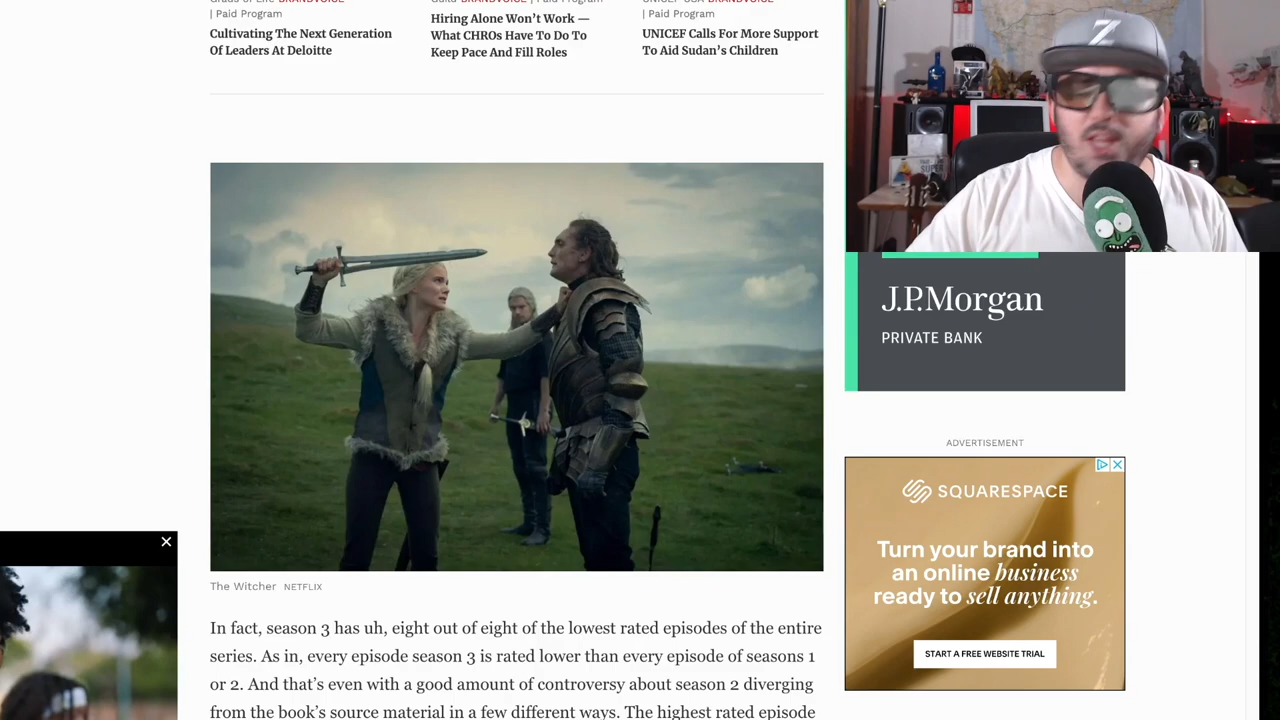 | Paid Program
Cultivating The Next Generation
Of Leaders At Deloitte
Hiring Alone Won’t Work —
What CHROs Have To Do To
Keep Pace And Fill Roles
| Paid Program
UNICEF Calls For More Support
To Aid Sudan’s Children
Z
J.P.Morgan
PRIVATE BANK
ADVERTISEMENT
SQUARESPACE
Turn your brand into
an online business
ready to sell anything.
START A FREE WEBSITE TRIAL
The Witcher NETFLIX
In fact, season 3 has uh, eight out of eight of the lowest rated episodes of the entire
series. As in, every episode season 3 is rated lower than every episode of seasons 1
or 2. And that’s even with a good amount of controversy about season 2 diverging
from the book’s source material in a few different ways. The highest rated episode